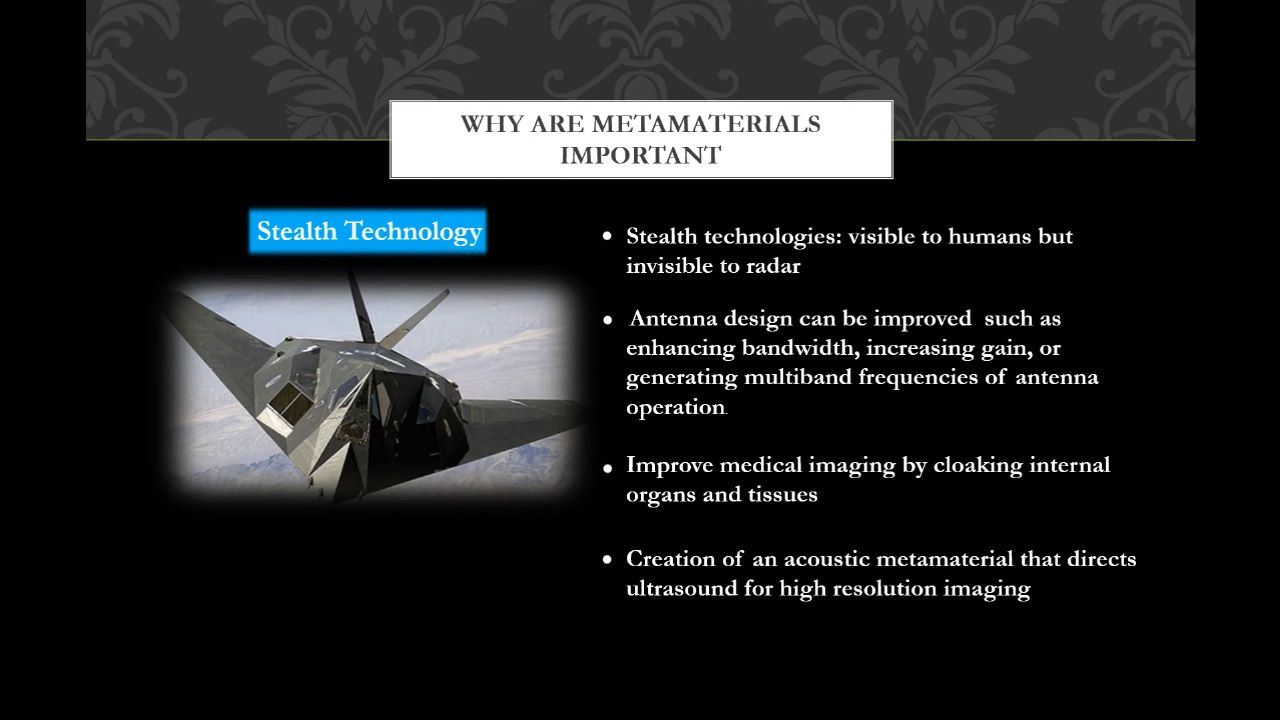 WHY ARE METAMATERIALS
IMPORTANT
Stealth Technology
• Stealth technologies: visible to humans but
invisible to radar
• Antenna design can be improved such as
enhancing bandwidth, increasing gain, or
generating multiband frequencies of antenna
operation.
• Improve medical imaging by cloaking internal
organs and tissues
• Creation of an acoustic metamaterial that directs
ultrasound for high resolution imaging